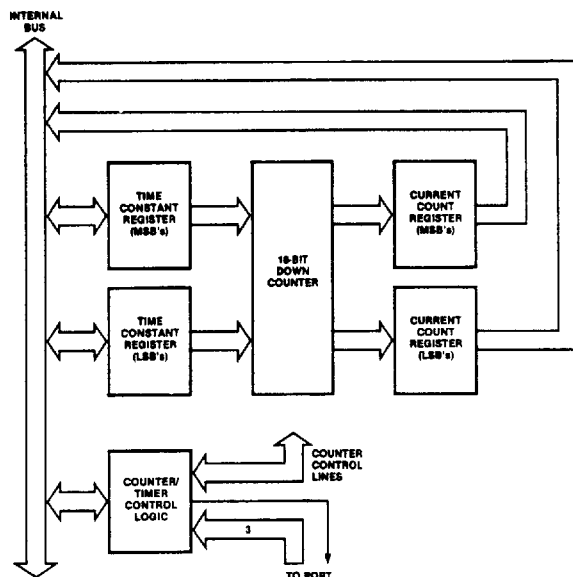 INTERNAL
BUS
TIME
CONSTANT
REGISTER
(MSB's)
16-BIT
DOWN
COUNTER
CURRENT
COUNT
REGISTER
(MSB's)
TIME
CONSTANT
REGISTER
(LSB's)
CURRENT
COUNT
REGISTER
(LSB's)
COUNTER
CONTROL
LINES
COUNTER/
TIMER
CONTROL
LOGIC
3
TO PORT